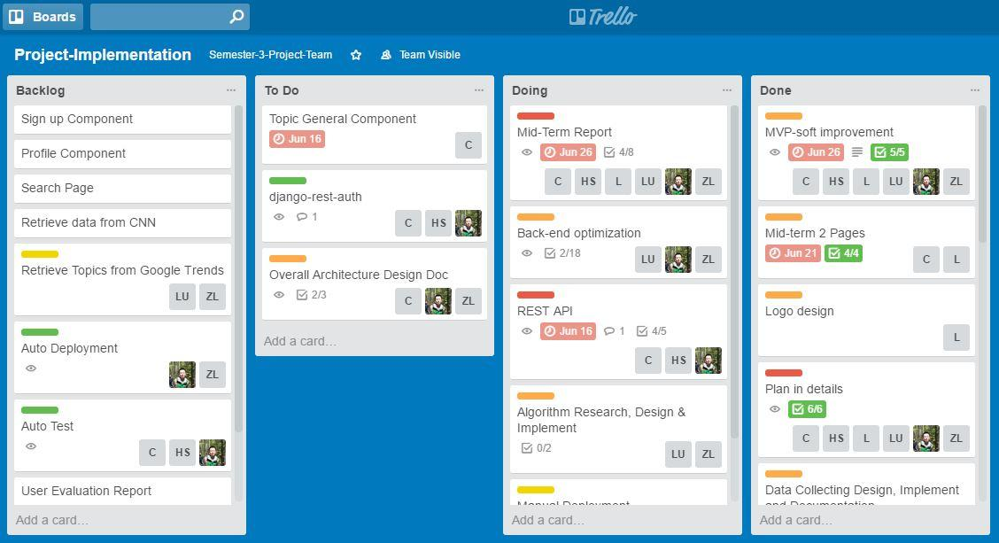 Boards
Trello
Project-Implementation Semester-3-Project-Team Team Visible
Backlog ...
Sign up Component
Profile Component
Search Page
Retrieve data from CNN
Retrieve Topics from Google Trends
LU ZL
Auto Deployment
ZL
Auto Test
C HS
User Evaluation Report
Add a card...
To Do ...
Topic General Component
Jun 16
C
django-rest-auth
1
C HS
Overall Architecture Design Doc
2/3
C ZL
Add a card...
Doing ...
Mid-Term Report
Jun 26 4/8
C HS L LU ZL
Back-end optimization
2/18
LU ZL
REST API
Jun 16 1 4/5
C HS
Algorithm Research, Design &
Implement
0/2
LU ZL
Manual Deployment
Add a card...
Done ...
MVP-soft improvement
Jun 26 5/5
C HS L LU ZL
Mid-term 2 Pages
Jun 21 4/4
C L
Logo design
L
Plan in details
6/6
C HS L LU ZL
Data Collecting Design, Implement
and Documentation
Add a card...